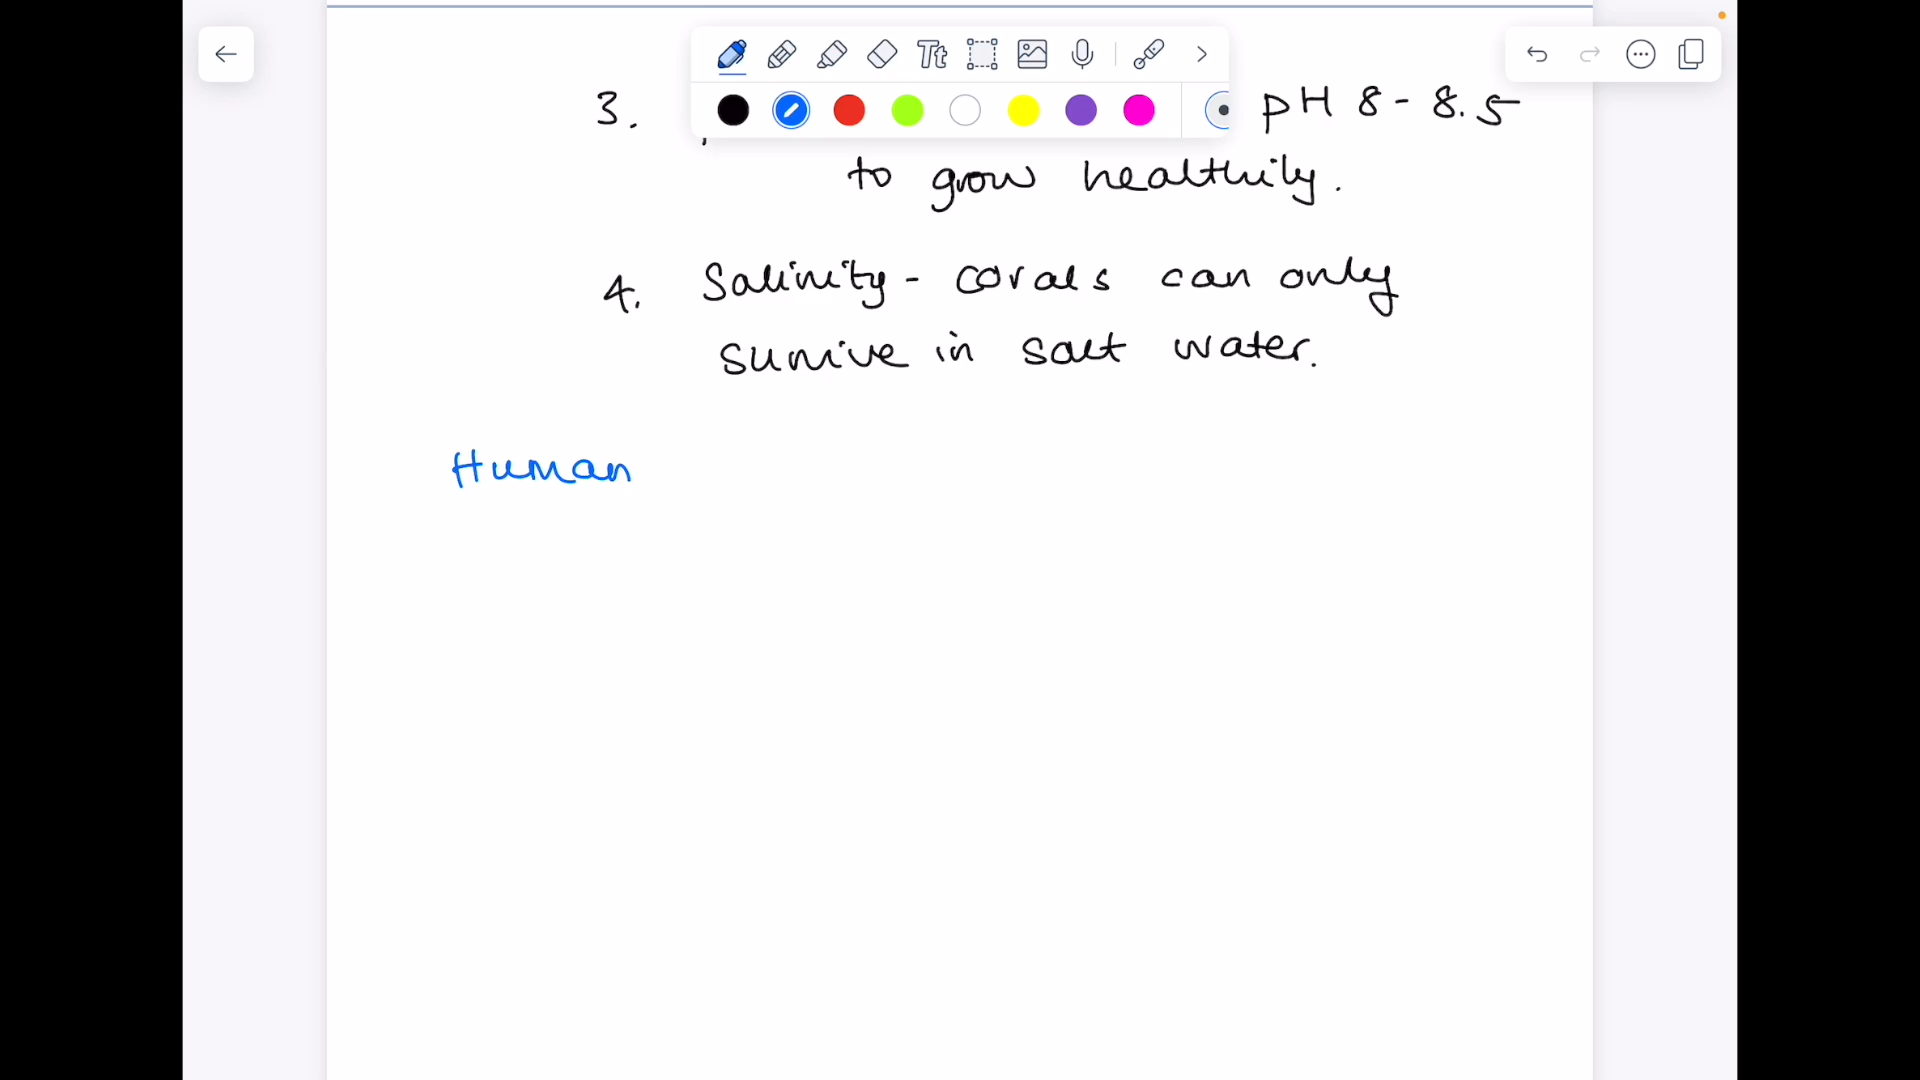 3. pH 8 - 8.5
to grow healthily.
4. Salinity - corals can only
survive in salt water.
Human